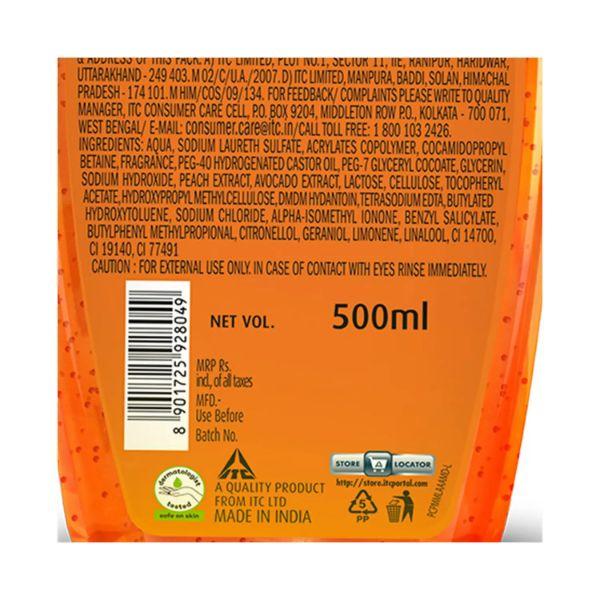 & ADDRESS OF THIS PACK. A) ITC LIMITED, PLOT NO.1, SECTOR 11, IIE, RANIPUR, HARIDWAR,
UTTARAKHAND - 249 403. M 02/C/U.A./2007. D) ITC LIMITED, MANPURA, BADDI, SOLAN, HIMACHAL
PRADESH - 174 101. M HIM/COS/09/134. FOR FEEDBACK/ COMPLAINTS PLEASE WRITE TO QUALITY
MANAGER, ITC CONSUMER CARE CELL, P.O. BOX 9204, MIDDLETON ROW P.O., KOLKATA - 700 071,
WEST BENGAL/ E-MAIL: consumer.care@itc.in/CALL TOLL FREE: 1 800 103 2426.
INGREDIENTS: AQUA, SODIUM LAURETH SULFATE, ACRYLATES COPOLYMER, COCAMIDOPROPYL
BETAINE, FRAGRANCE, PEG-40 HYDROGENATED CASTOR OIL, PEG-7 GLYCERYL COCOATE, GLYCERIN,
SODIUM HYDROXIDE, PEACH EXTRACT, AVOCADO EXTRACT, LACTOSE, CELLULOSE, TOCOPHERYL
ACETATE, HYDROXYPROPYL METHYLCELLULOSE, DMDM HYDANTOIN, TETRASODIUM EDTA, BUTYLATED
HYDROXYTOLUENE, SODIUM CHLORIDE, ALPHA-ISOMETHYL IONONE, BENZYL SALICYLATE,
BUTYLPHENYL METHYLPROPIONAL, CITRONELLOL, GERANIOL, LIMONENE, LINALOOL, CI 14700,
CI 19140, CI 77491
CAUTION : FOR EXTERNAL USE ONLY. IN CASE OF CONTACT WITH EYES RINSE IMMEDIATELY.
8 901725 928049
NET VOL. 500ml
MRP Rs.
incl., of all taxes
MFD.-
Use Before
Batch No.
dermatologist
tested
safe on skin
ITC
A QUALITY PRODUCT
FROM ITC LTD
MADE IN INDIA
STORE LOCATOR
http://store.itcportal.com
5
PP